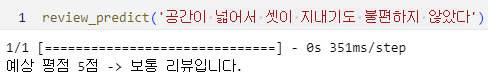 1 review_predict('공간이 넓어서 셋이 지내기도 불편하지 않았다')
1/1 [==============================] - 0s 351ms/step
예상 평점 5점 -> 보통 리뷰입니다.